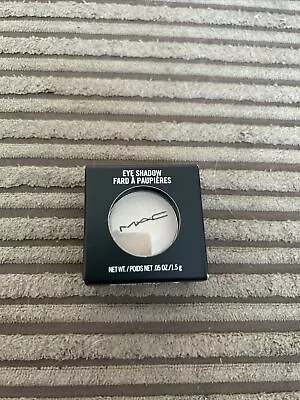 EYE SHADOW
FARD À PAUPIÈRES
MAC
NET WT. / POIDS NET .05 OZ./1.5 g